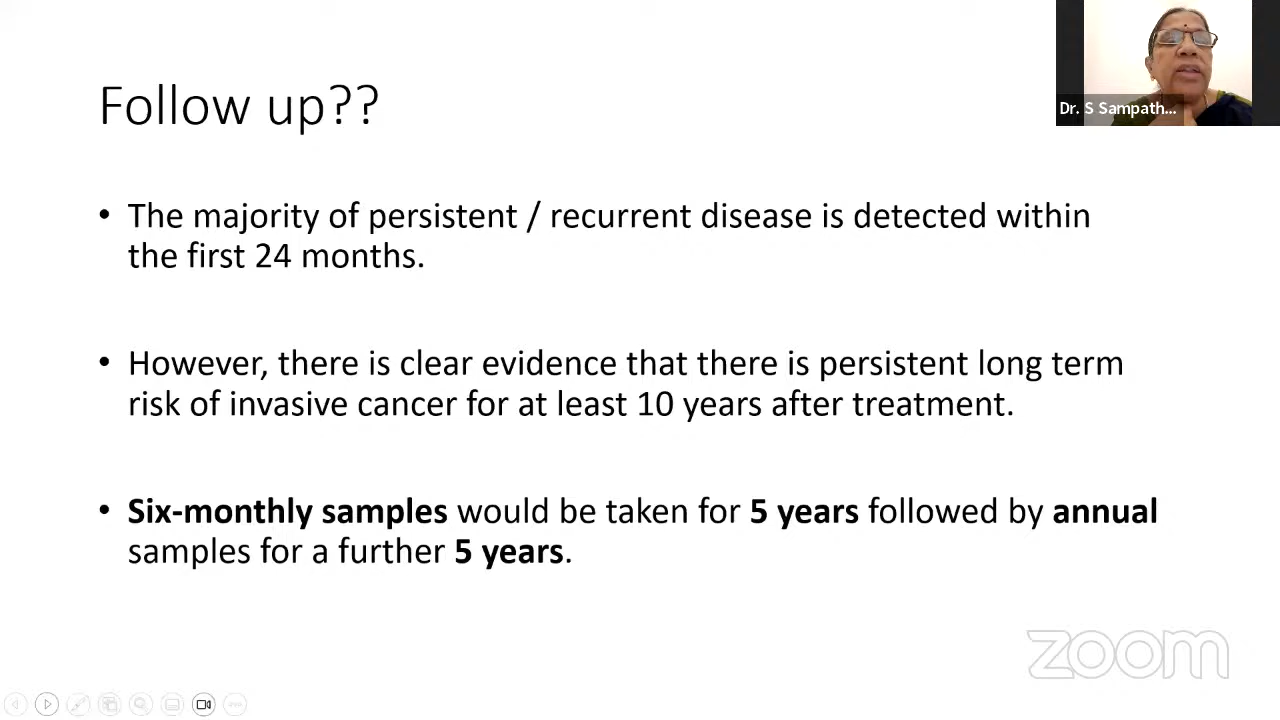 Follow up??
Dr. S Sampath...
• The majority of persistent / recurrent disease is detected within
the first 24 months.
• However, there is clear evidence that there is persistent long term
risk of invasive cancer for at least 10 years after treatment.
• Six-monthly samples would be taken for 5 years followed by annual
samples for a further 5 years.
zoom